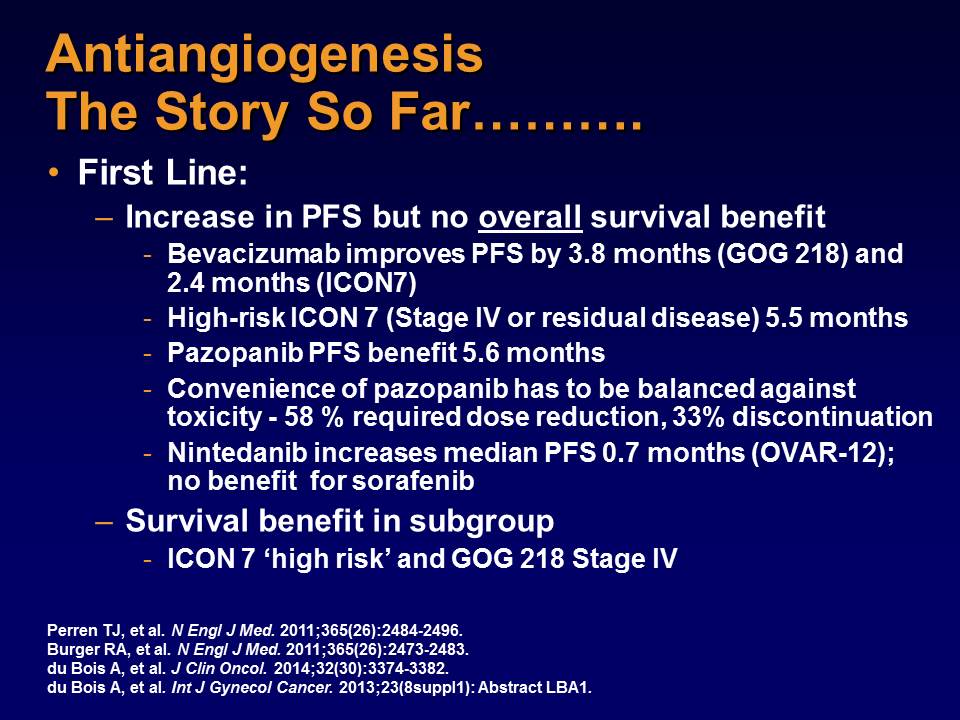 Antiangiogenesis
The Story So Far……….
• First Line:
– Increase in PFS but no overall survival benefit
- Bevacizumab improves PFS by 3.8 months (GOG 218) and
2.4 months (ICON7)
- High-risk ICON 7 (Stage IV or residual disease) 5.5 months
- Pazopanib PFS benefit 5.6 months
- Convenience of pazopanib has to be balanced against
toxicity - 58 % required dose reduction, 33% discontinuation
- Nintedanib increases median PFS 0.7 months (OVAR-12);
no benefit  for sorafenib
– Survival benefit in subgroup
- ICON 7 ‘high risk’ and GOG 218 Stage IV
Perren TJ, et al. N Engl J Med. 2011;365(26):2484-2496.
Burger RA, et al. N Engl J Med. 2011;365(26):2473-2483.
du Bois A, et al. J Clin Oncol. 2014;32(30):3374-3382.
du Bois A, et al. Int J Gynecol Cancer. 2013;23(8suppl1): Abstract LBA1.